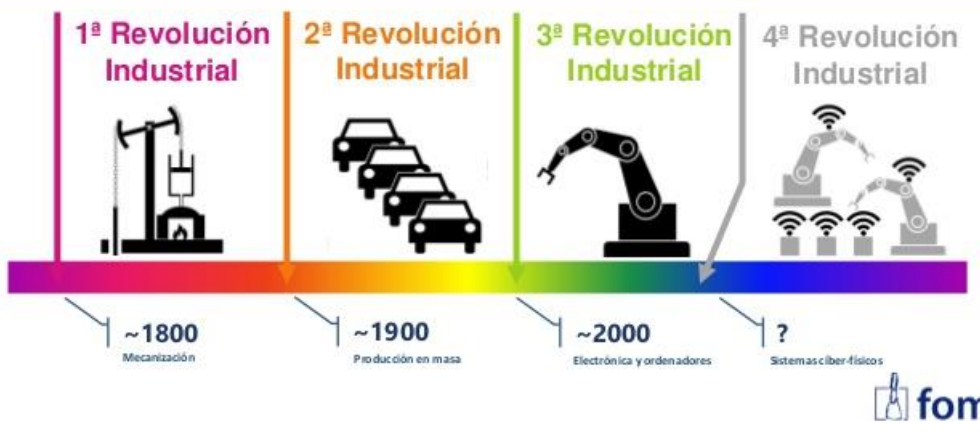 1ª Revolución
Industrial
2ª Revolución
Industrial
3ª Revolución
Industrial
4ª Revolución
Industrial
~1800
Mecanización
~1900
Producción en masa
~2000
Electrónica y ordenadores
?
Sistemas ciber-físicos
fom